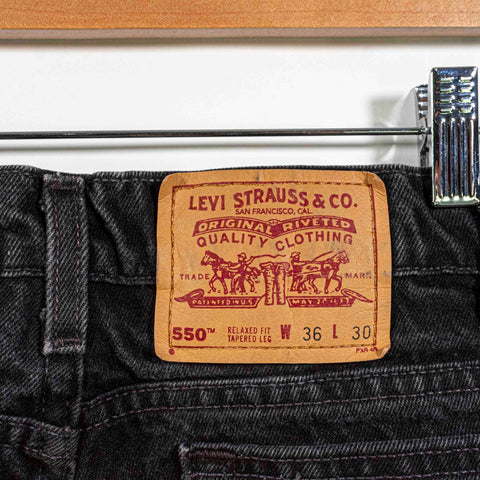 LEVI STRAUSS & CO.
SAN FRANCISCO, CAL.
ORIGINAL RIVETED
QUALITY CLOTHING
TRADE MARK
PATENTED IN U.S. MAY 20 1873
550™ RELAXED FIT W 36 L 30
TAPERED LEG